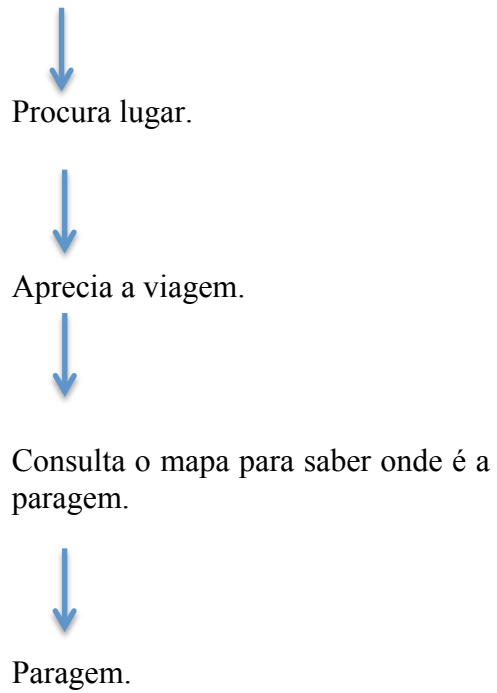 Procura lugar.
Aprecia a viagem.
Consulta o mapa para saber onde é a
paragem.
Paragem.